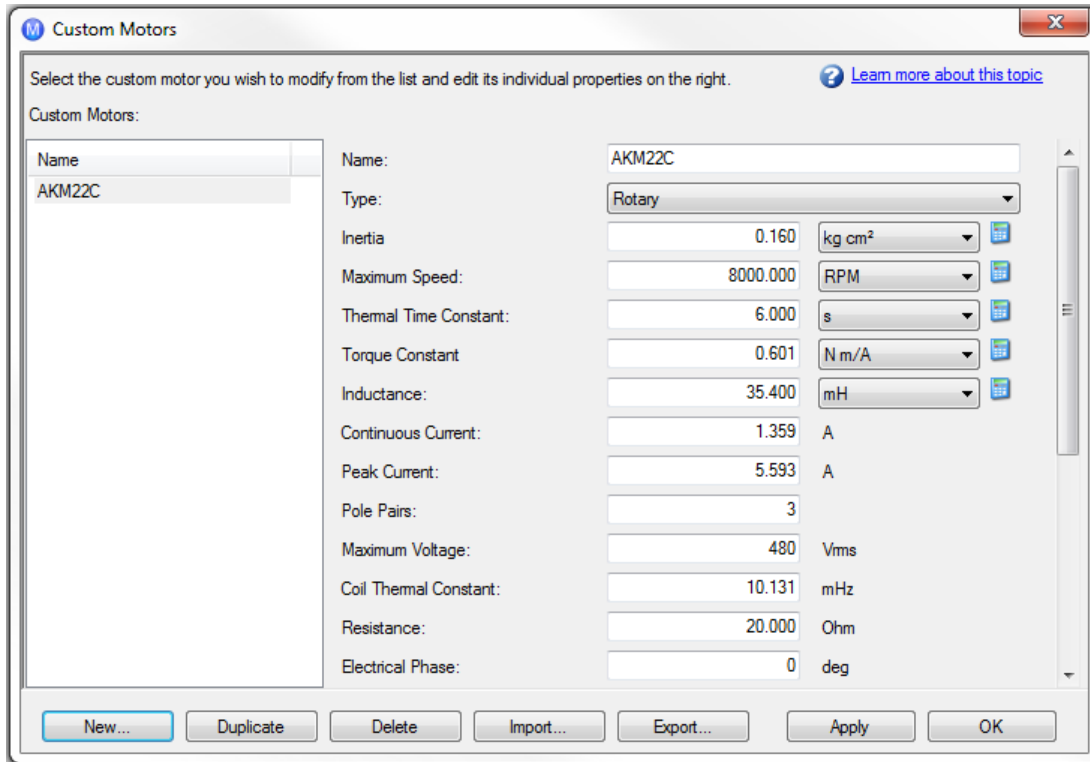 M Custom Motors
Select the custom motor you wish to modify from the list and edit its individual properties on the right.
? Learn more about this topic
Custom Motors:
Name
AKM22C
Name: AKM22C
Type: Rotary
Inertia 0.160 kg cm²
Maximum Speed: 8000.000 RPM
Thermal Time Constant: 6.000 s
Torque Constant 0.601 N m/A
Inductance: 35.400 mH
Continuous Current: 1.359 A
Peak Current: 5.593 A
Pole Pairs: 3
Maximum Voltage: 480 Vrms
Coil Thermal Constant: 10.131 mHz
Resistance: 20.000 Ohm
Electrical Phase: 0 deg
New... Duplicate Delete Import... Export... Apply OK